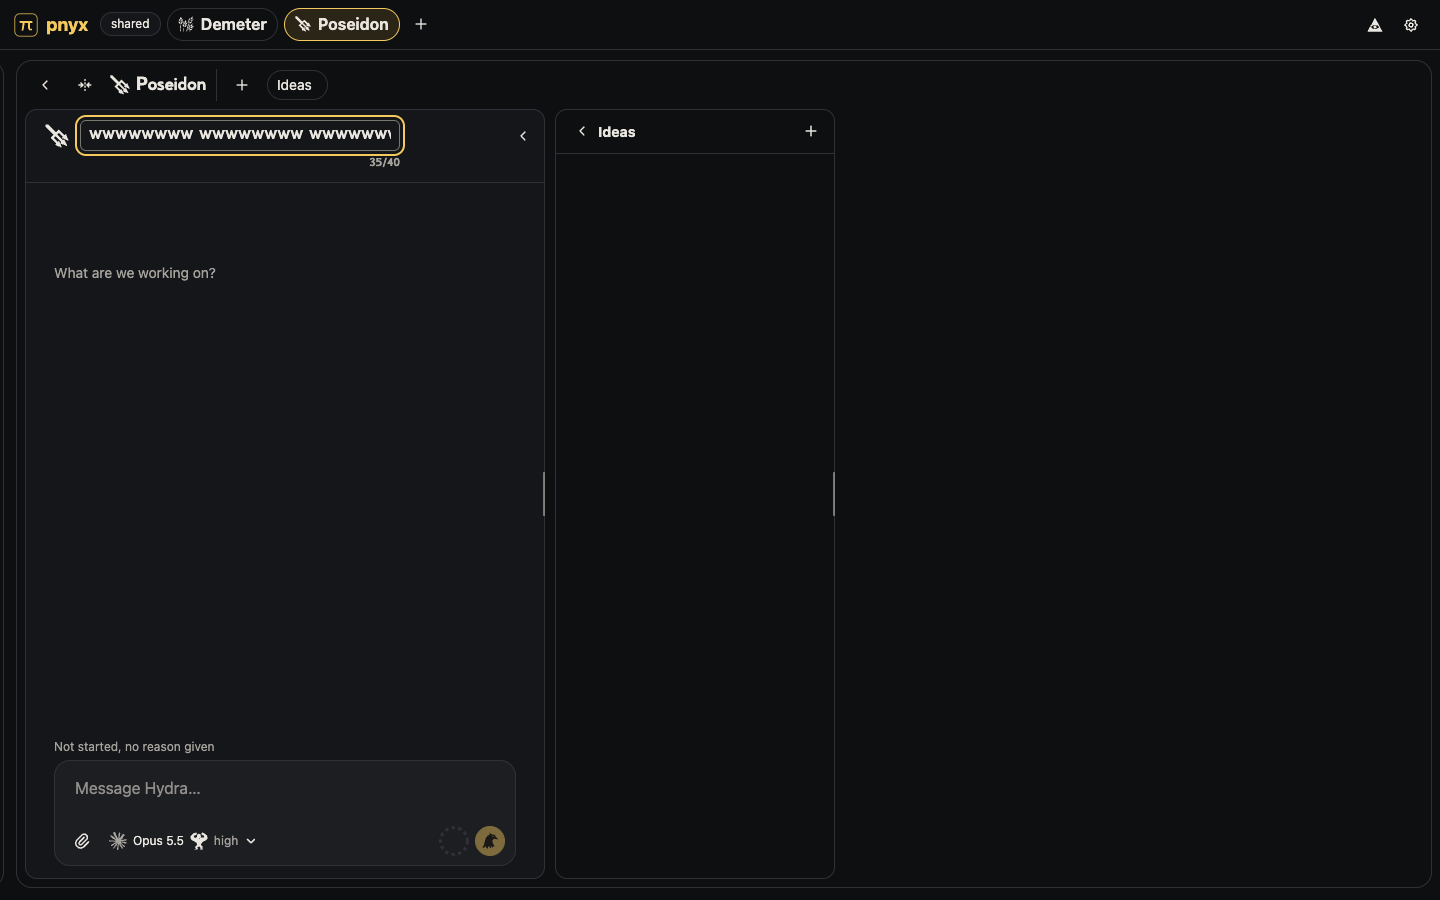 π pnyx shared Demeter Poseidon
Poseidon Ideas
wwwwwwww wwwwwwww
Ideas
35/40
What are we working on?
Not started, no reason given
Message Hydra...
Opus 5.5 high